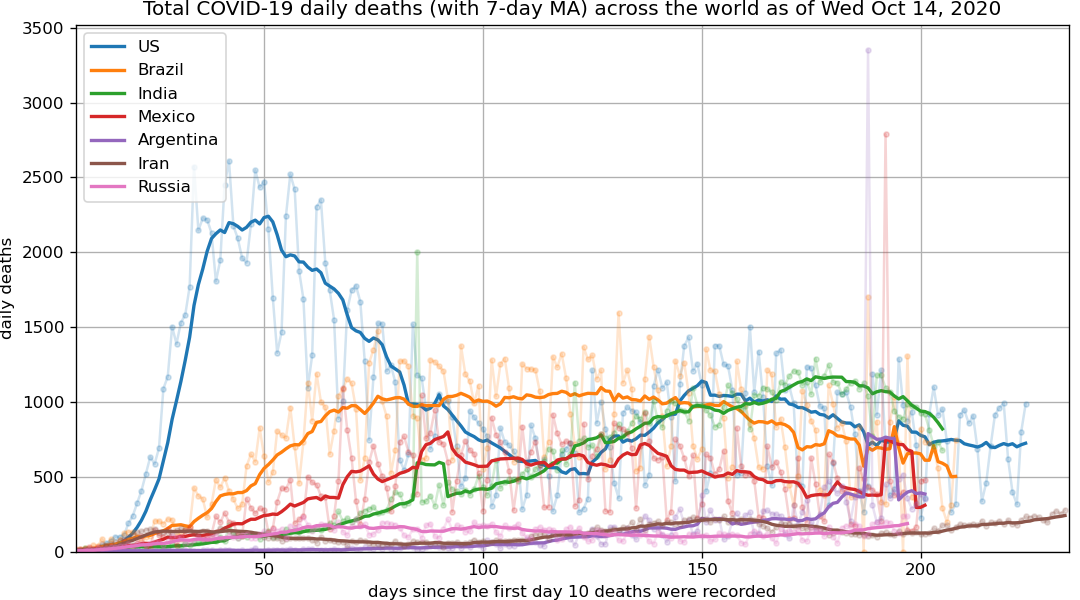 Total COVID-19 daily deaths (with 7-day MA) across the world as of Wed Oct 14, 2020
3500
3000
2500
2000
1500
1000
500
0
daily deaths
US
Brazil
India
Mexico
Argentina
Iran
Russia
50
100
150
200
days since the first day 10 deaths were recorded